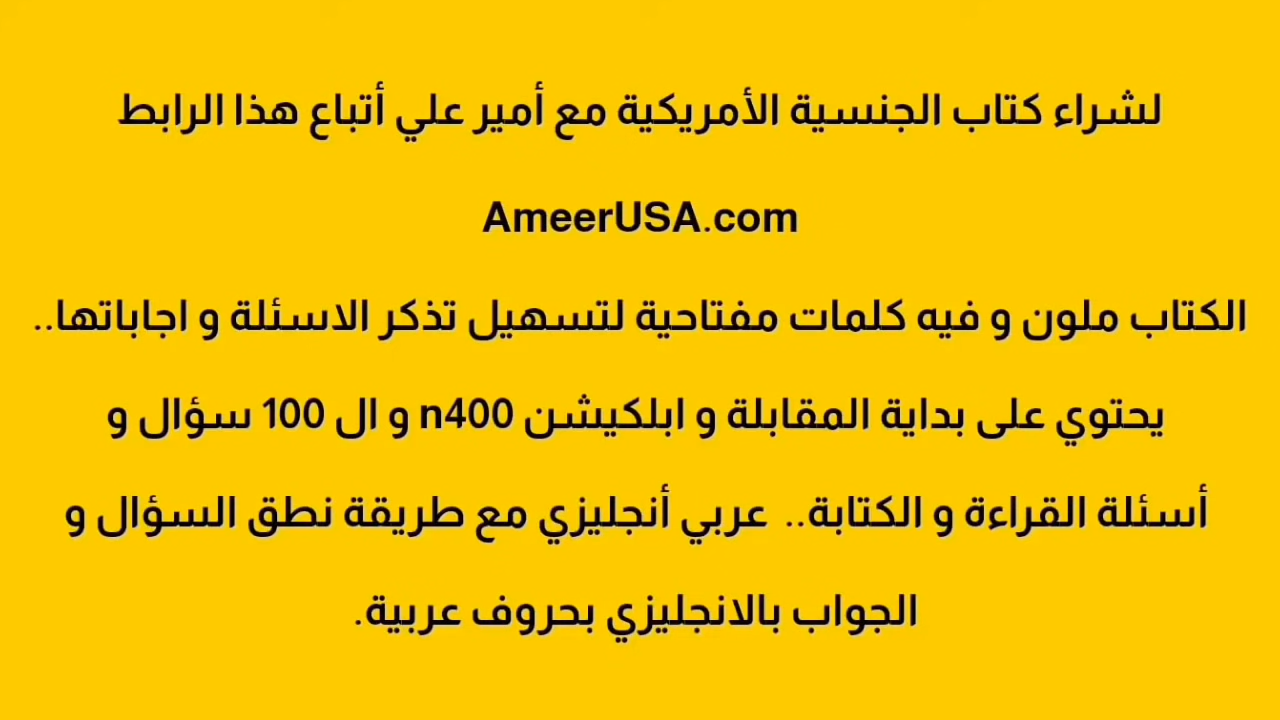 لشراء كتاب الجنسية الأمريكية مع أمير علي أتباع هذا الرابط
AmeerUSA.com
الكتاب ملون و فيه كلمات مفتاحية لتسهيل تذكر الاسئلة و اجاباتها..
يحتوي على بداية المقابلة و ابلكيشن n400 و ال 100 سؤال و
أسئلة القراءة و الكتابة.. عربي أنجليزي مع طريقة نطق السؤال و
الجواب بالانجليزي بحروف عربية.